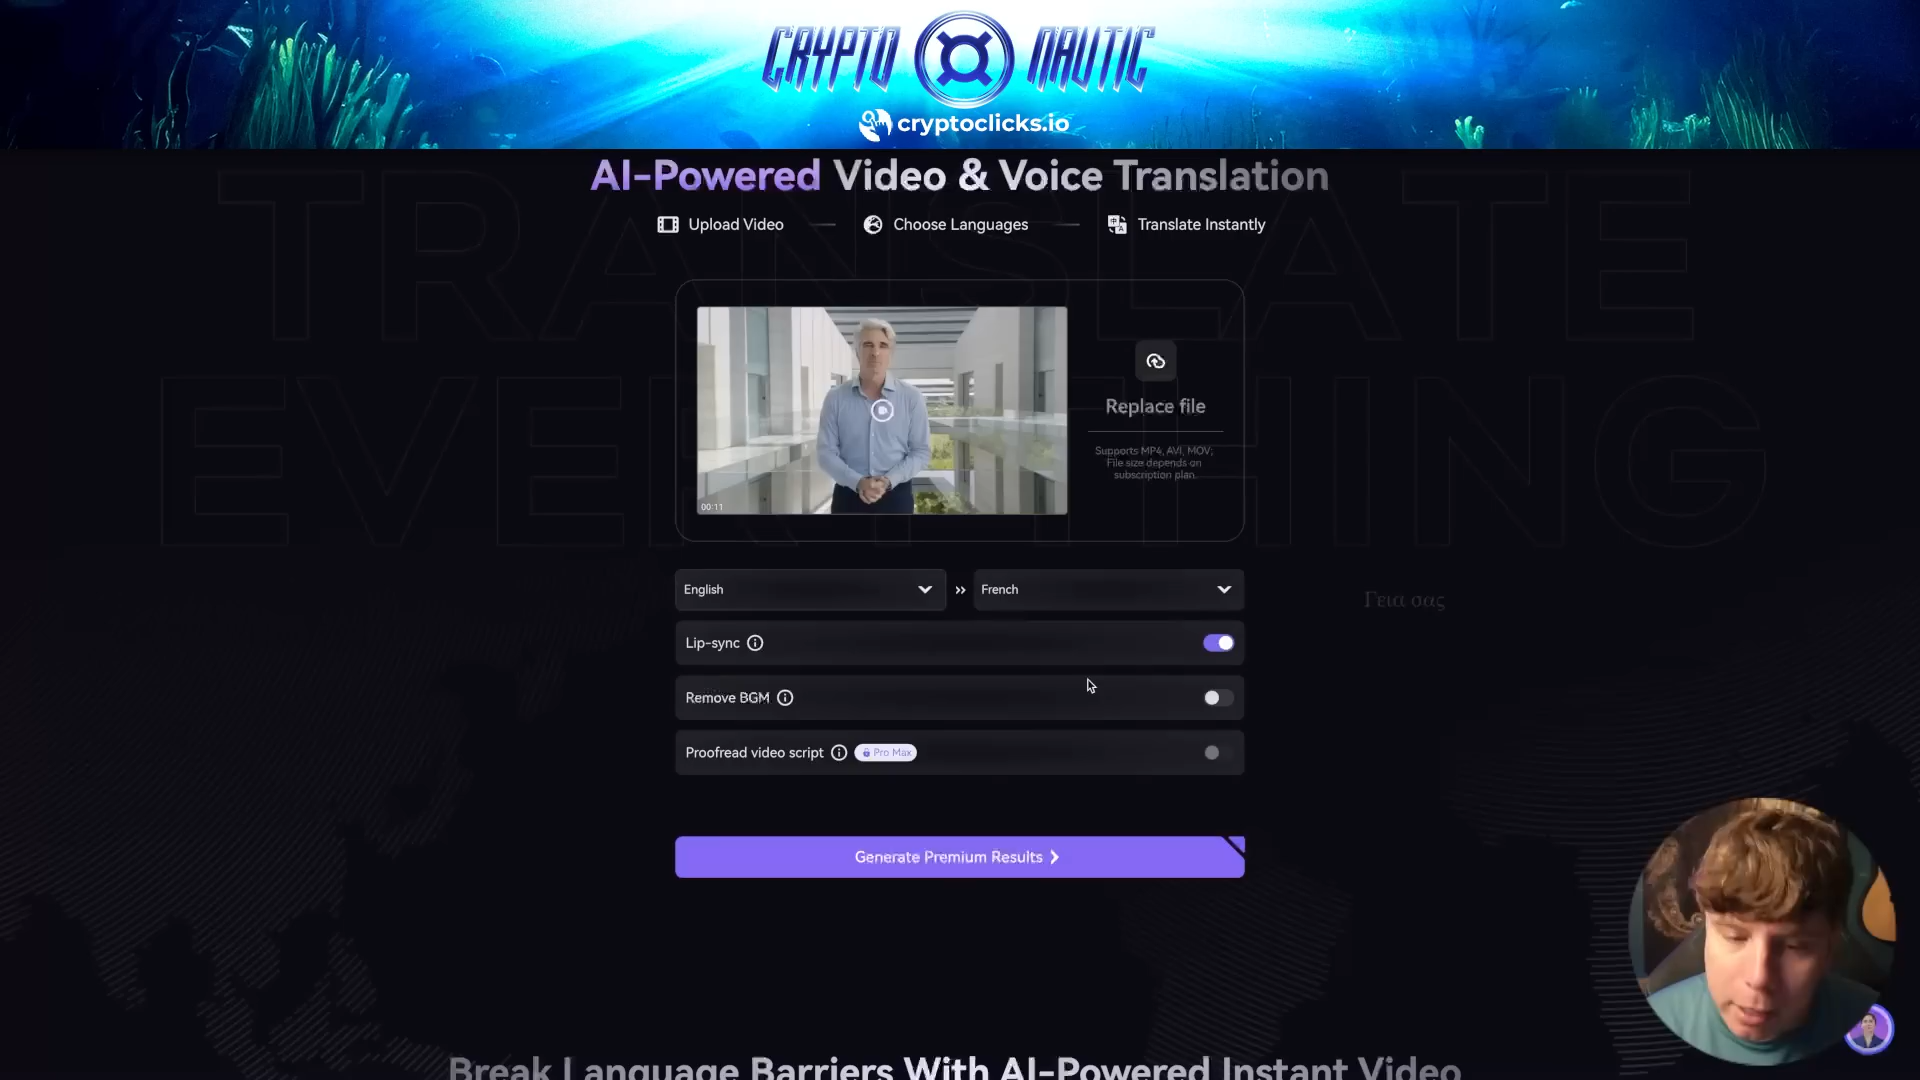 CRYPTO NAUTIC
cryptoclicks.io
TRANSLATE
EVERYTHING
AI-Powered Video & Voice Translation
Upload Video
Choose Languages
Translate Instantly
Replace file
Supports MP4, AVI, MOV;
File size depends on
subscription plan.
00:11
English
»
French
Γεια σας
Lip-sync
Remove BGM
Proofread video script
Pro Max
Generate Premium Results
Break Language Barriers With AI-Powered Instant Video